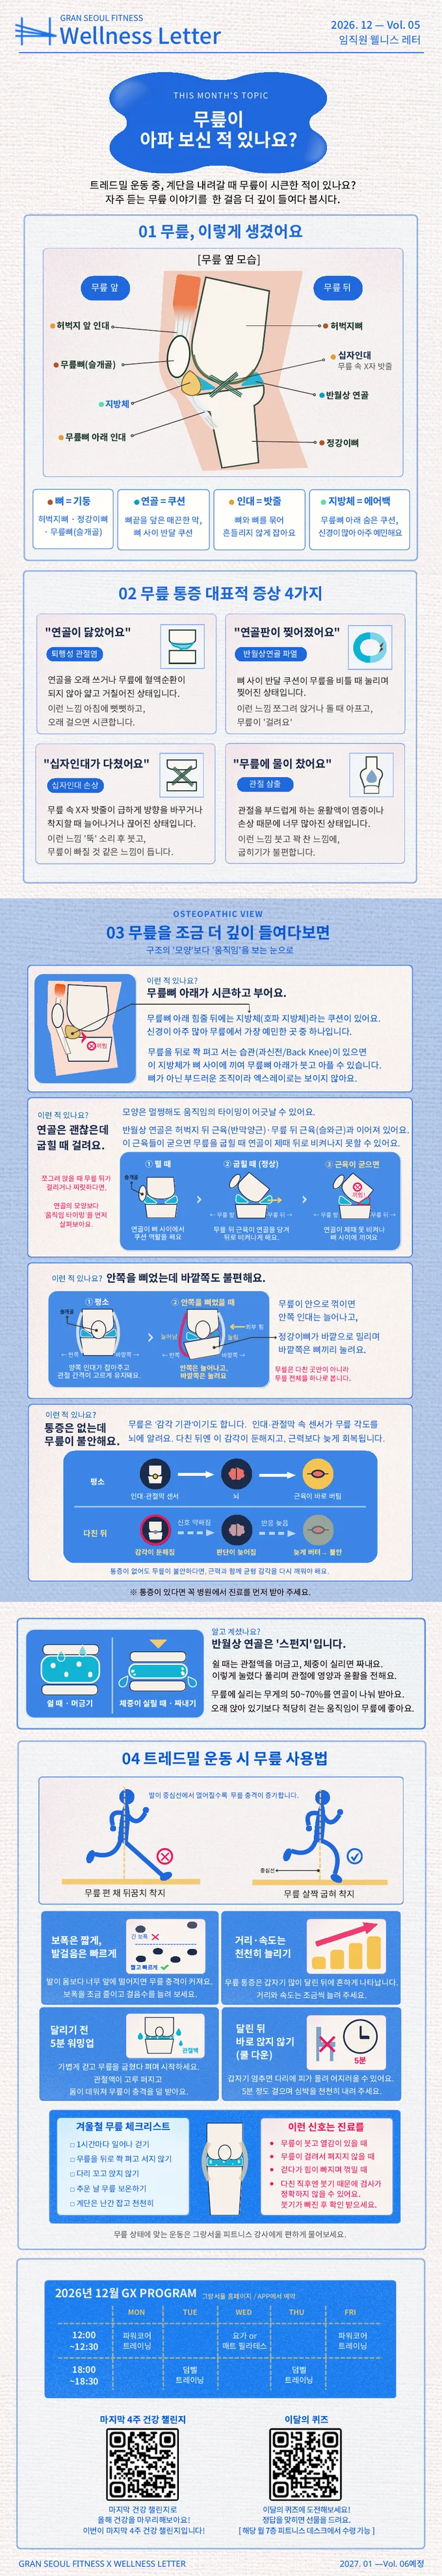 GRAN SEOUL FITNESS
Wellness Letter
2026. 12 — Vol. 05
임직원 웰니스 레터
THIS MONTH'S TOPIC
무릎이
아파 보신 적 있나요?
트레드밀 운동 중, 계단을 내려갈 때 무릎이 시큰한 적이 있나요?
자주 듣는 무릎 이야기를 한 걸음 더 깊이 들여다 봅시다.
01 무릎, 이렇게 생겼어요
[무릎 옆 모습]
무릎 앞
무릎 뒤
허벅지 앞 인대
무릎뼈(슬개골)
지방체
무릎뼈 아래 인대
허벅지뼈
십자인대
무릎 속 X자 밧줄
반월상 연골
정강이뼈
뼈 = 기둥
허벅지뼈 · 정강이뼈
· 무릎뼈(슬개골)
연골 = 쿠션
뼈끝을 덮은 매끈한 막,
뼈 사이 반달 쿠션
인대 = 밧줄
뼈와 뼈를 묶어
흔들리지 않게 잡아요
지방체 = 에어백
무릎뼈 아래 숨은 쿠션,
신경이 많아 아주 예민해요
02 무릎 통증 대표적 증상 4가지
"연골이 닳았어요"
퇴행성 관절염
연골을 오래 쓰거나 무릎에 혈액순환이
되지 않아 얇고 거칠어진 상태입니다.
이런 느낌 아침에 뻣뻣하고,
오래 걸으면 시큰합니다.
"연골판이 찢어졌어요"
반월상연골 파열
뼈 사이 반달 쿠션이 무릎을 비틀 때 눌리며
찢어진 상태입니다.
이런 느낌 쪼그려 앉거나 돌 때 아프고,
무릎이 '걸려요'
"십자인대가 다쳤어요"
십자인대 손상
무릎 속 X자 밧줄이 급하게 방향을 바꾸거나
착지할 때 늘어나거나 끊어진 상태입니다.
이런 느낌 '뚝' 소리 후 붓고,
무릎이 빠질 것 같은 느낌이 듭니다.
"무릎에 물이 찼어요"
관절 삼출
관절을 부드럽게 하는 윤활액이 염증이나
손상 때문에 너무 많아진 상태입니다.
이런 느낌 붓고 꽉 찬 느낌에,
굽히기가 불편합니다.
OSTEOPATHIC VIEW
03 무릎을 조금 더 깊이 들여다보면
구조의 '모양'보다 '움직임'을 보는 눈으로
이런 적 있나요?
무릎뼈 아래가 시큰하고 부어요.
무릎뼈 아래 힘줄 뒤에는 지방체(호파 지방체)라는 쿠션이 있어요.
신경이 아주 많아 무릎에서 가장 예민한 곳 중 하나입니다.
무릎을 뒤로 쫙 펴고 서는 습관(과신전/Back Knee)이 있으면
이 지방체가 뼈 사이에 끼여 무릎뼈 아래가 붓고 아플 수 있습니다.
뼈가 아닌 부드러운 조직이라 엑스레이로는 보이지 않아요.
끼임
이런 적 있나요?
연골은 괜찮은데
굽힐 때 걸려요.
쪼그려 앉을 때 무릎 뒤가
걸리거나 찌릿하다면,
연골의 모양보다
'움직임 타이밍'을 먼저
살펴보아요.
모양은 멀쩡해도 움직임의 타이밍이 어긋날 수 있어요.
반월상 연골은 허벅지 뒤 근육(반막양근)·무릎 뒤 근육(슬와근)과 이어져 있어요.
이 근육들이 굳으면 무릎을 굽힐 때 연골이 제때 뒤로 비켜나지 못할 수 있어요.
① 펼 때
슬개골
연골이 뼈 사이에서
쿠션 역할을 해요
② 굽힐 때 (정상)
← 무릎 앞
무릎 뒤 →
무릎 뒤 근육이 연골을 당겨
뒤로 비켜나게 해요.
③ 근육이 굳으면
끼임!
← 무릎 앞
무릎 뒤 →
연골이 제때 못 비켜나
뼈 사이에 끼여요
이런 적 있나요? 안쪽을 삐었는데 바깥쪽도 불편해요.
① 평소
슬개골
← 안쪽
바깥쪽 →
양쪽 인대가 잡아주고
관절 간격이 고르게 유지돼요.
② 안쪽을 삐었을 때
늘어남
외부 힘
눌림
← 안쪽
바깥쪽 →
안쪽은 늘어나고,
바깥쪽은 눌려요
무릎이 안으로 꺾이면
안쪽 인대는 늘어나고,
정강이뼈가 바깥으로 밀리며
바깥쪽은 뼈끼리 눌려요.
무릎은 다친 곳만이 아니라
무릎 전체를 하나로 봅니다.
이런 적 있나요?
통증은 없는데
무릎이 불안해요.
무릎은 '감각 기관'이기도 합니다. 인대·관절막 속 센서가 무릎 각도를
뇌에 알려요. 다친 뒤엔 이 감각이 둔해지고, 근력보다 늦게 회복됩니다.
평소
인대·관절막 센서
뇌
근육이 바로 버팀
다친 뒤
신호 약해짐
반응 늦음
감각이 둔해짐
판단이 늦어짐
늦게 버텨→ 불안
통증이 없어도 무릎이 불안하다면, 근력과 함께 균형 감각을 다시 깨워야 해요.
※ 통증이 있다면 꼭 병원에서 진료를 먼저 받아 주세요.
쉴 때 · 머금기
체중이 실릴 때 · 짜내기
알고 계셨나요?
반월상 연골은 '스펀지'입니다.
쉴 때는 관절액을 머금고, 체중이 실리면 짜내요.
이렇게 눌렸다 풀리며 관절에 영양과 윤활을 전해요.
무릎에 실리는 무게의 50~70%를 연골이 나눠 받아요.
오래 앉아 있기보다 적당히 걷는 움직임이 무릎에 좋아요.
04 트레드밀 운동 시 무릎 사용법
발이 중심선에서 멀어질수록 무릎 충격이 증가합니다.
중심선
무릎 편 채 뒤꿈치 착지
무릎 살짝 굽혀 착지
보폭은 짧게,
발걸음은 빠르게
긴 보폭
짧고 빠르게
발이 몸보다 너무 앞에 떨어지면 무릎 충격이 커져요.
보폭을 조금 줄이고 걸음수를 늘려 보세요.
거리·속도는
천천히 늘리기
무릎 통증은 갑자기 많이 달린 뒤에 흔하게 나타납니다.
거리와 속도는 조금씩 늘려 주세요.
달리기 전
5분 워밍업
관절액
가볍게 걷고 무릎을 굽혔다 펴며 시작하세요.
관절액이 고루 퍼지고
몸이 데워져 무릎이 충격을 덜 받아요.
달린 뒤
바로 앉지 않기
(쿨 다운)
5분
갑자기 멈추면 다리에 피가 몰려 어지러울 수 있어요.
5분 정도 걸으며 심박을 천천히 내려 주세요.
겨울철 무릎 체크리스트
□ 1시간마다 일어나 걷기
□ 무릎을 뒤로 쫙 펴고 서지 않기
□ 다리 꼬고 앉지 않기
□ 추운 날 무릎 보온하기
□ 계단은 난간 잡고 천천히
이런 신호는 진료를
무릎이 붓고 열감이 있을 때
무릎이 걸려서 펴지지 않을 때
걷다가 힘이 빠지며 꺾일 때
다친 직후엔 붓기 때문에 검사가
정확하지 않을 수 있어요.
붓기가 빠진 후 확인 받으세요.
무릎 상태에 맞는 운동은 그랑서울 피트니스 강사에게 편하게 물어보세요.
2026년 12월 GX PROGRAM
그랑서울 홈페이지 / APP에서 예약
MON TUE WED THU FRI
12:00
~12:30
파워코어
트레이닝
요가 or
매트 필라테스
파워코어
트레이닝
18:00
~18:30
덤벨
트레이닝
덤벨
트레이닝
마지막 4주 건강 챌린지
마지막 건강 챌린지로
올해 건강을 마무리해보아요!
이번이 마지막 4주 건강 챌린지입니다!
이달의 퀴즈
이달의 퀴즈에 도전해보세요!
정답을 맞히면 선물을 드려요.
[ 해당 월 7층 피트니스 데스크에서 수령 가능 ]
GRAN SEOUL FITNESS X WELLNESS LETTER
2027. 01 —Vol. 06예정